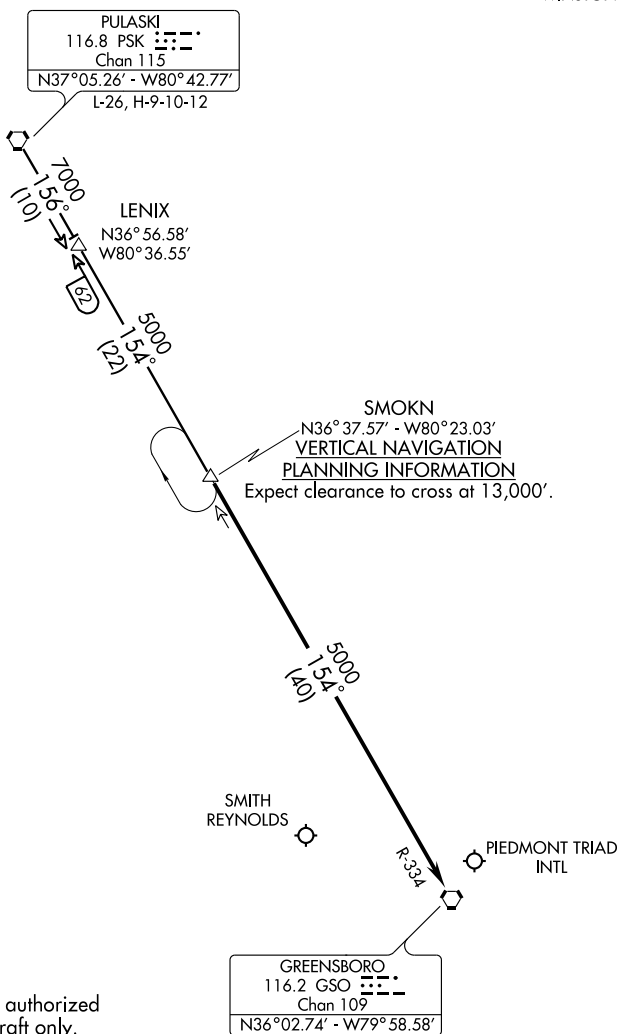 PULASKI
116.8 PSK
Chan 115
N37°05.26' - W80°42.77'
L-26, H-9-10-12
7000
156°
(10)
LENIX
N36°56.58'
W80°36.55'
62
5000
154°
(22)
SMOKN
N36°37.57' - W80°23.03'
VERTICAL NAVIGATION
PLANNING INFORMATION
Expect clearance to cross at 13,000'.
5000
154°
(40)
SMITH
REYNOLDS
R-334
PIEDMONT TRIAD
INTL
GREENSBORO
116.2 GSO
Chan 109
N36°02.74' - W79°58.58'
authorized
only.